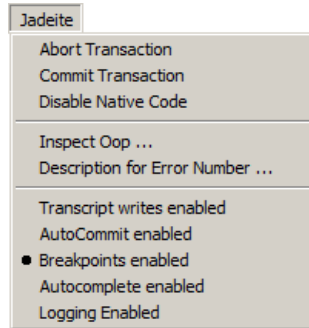 Jadeite
Abort Transaction
Commit Transaction
Disable Native Code
Inspect Oop ...
Description for Error Number ...
Transcript writes enabled
AutoCommit enabled
Breakpoints enabled
Autocomplete enabled
Logging Enabled